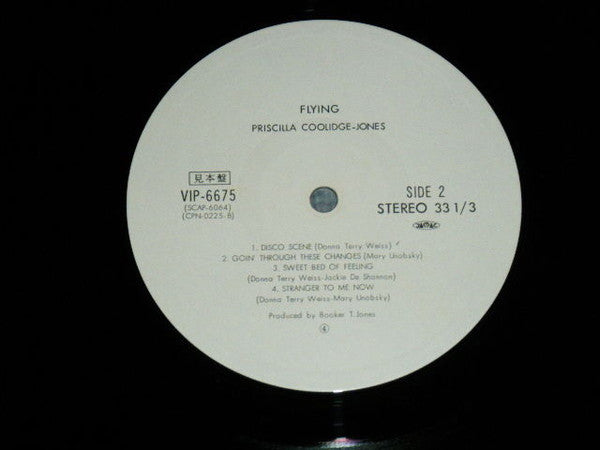 FLYING
PRISCILLA COOLIDGE-JONES
見本盤
VIP-6675
(SCAP-6064)
(CPN-0225-B)
SIDE 2
STEREO 33 1/3
1. DISCO SCENE (Donna Terry Weiss)
2. GOIN' THROUGH THESE CHANGES (Mary Unobsky)
3. SWEET BED OF FEELING
(Donna Terry Weiss-Jackie De Shannon)
4. STRANGER TO ME NOW
(Donna Terry Weiss-Mary Unobsky)
Produced by Booker T. Jones
④